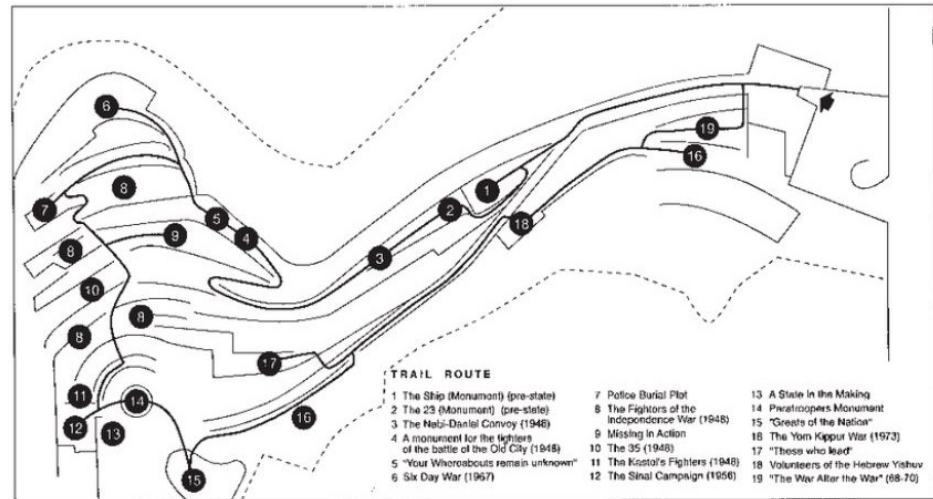 6
19
16
8
1
7
2
5
18
9
4
8
3
10
8
8
17
11
14
16
12
13
15
TRAIL ROUTE
1 The Ship (Monument) (pre-state)
2 The 23 (Monument) (pre-state)
3 The Nebi-Daniel Convoy (1948)
4 A monument for the fighters
of the battle of the Old City (1948)
5 "Your Whereabouts remain unknown"
6 Six Day War (1967)
7 Police Burial Plot
8 The Fighters of the
Independence War (1948)
9 Missing In Action
10 The 35 (1948)
11 The Kastel's Fighters (1948)
12 The Sinai Campaign (1956)
13 A State in the Making
14 Paratroopers Monument
15 "Greats of the Nation"
16 The Yom Kippur War (1973)
17 "These who lead"
18 Volunteers of the Hebrew Yishuv
19 "The War After the War" (68-70)